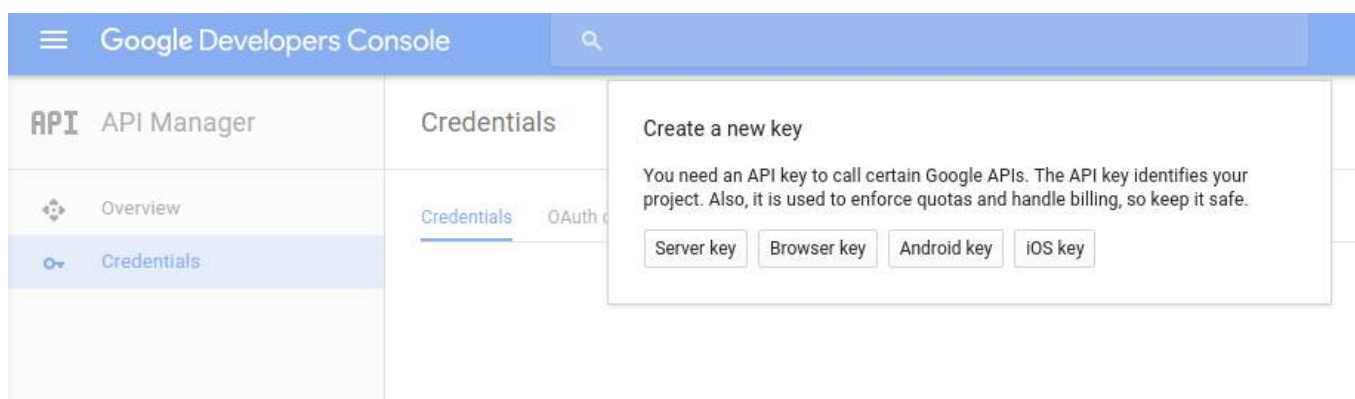 Google Developers Console
API API Manager
Credentials
Overview
Credentials
Credentials OAuth
Create a new key
You need an API key to call certain Google APIs. The API key identifies your
project. Also, it is used to enforce quotas and handle billing, so keep it safe.
Server key Browser key Android key iOS key